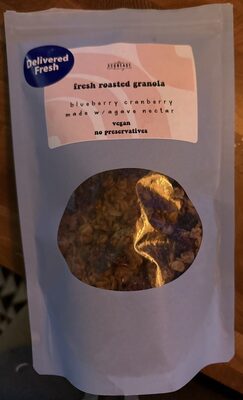 Delivered
Fresh
fresh roasted granola
blueberry cranberry
made w/agave nectar
vegan
no preservatives